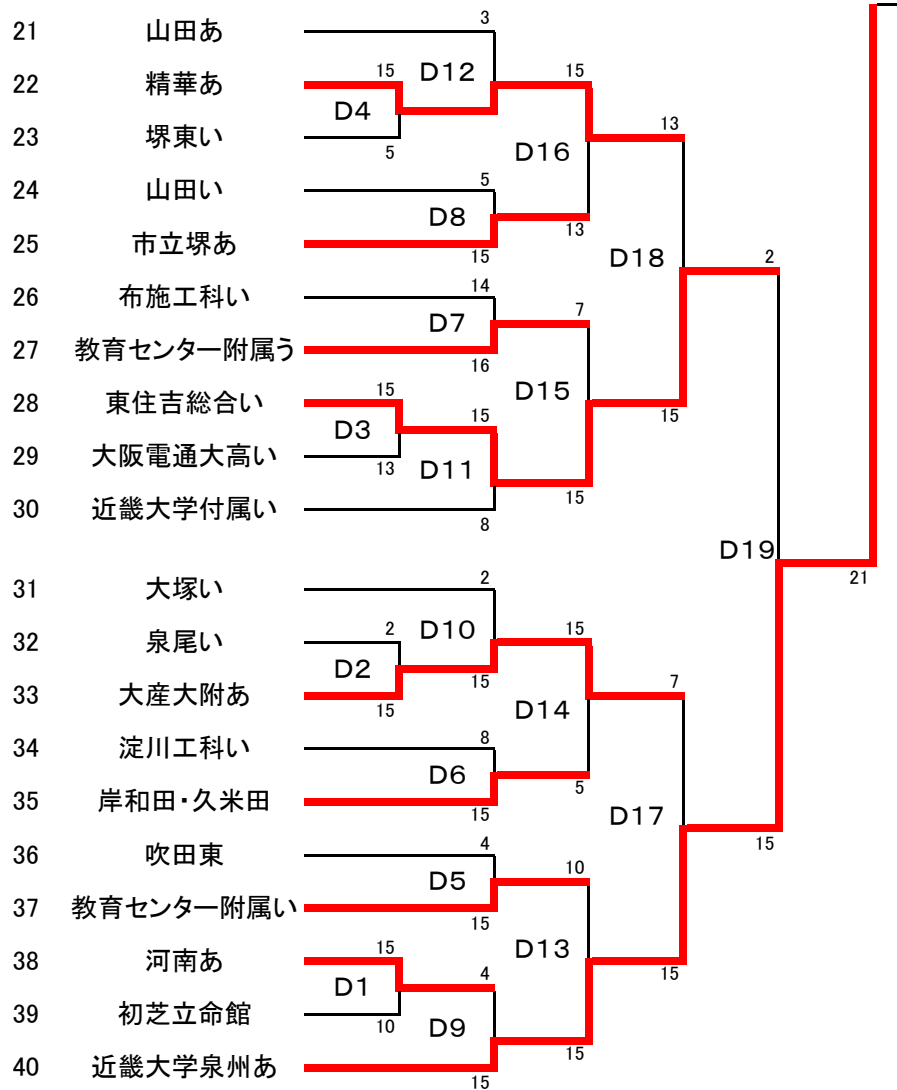 21 山田あ 3
22 精華あ 15 D12 15
D4 13
23 堺東い 5 D16
24 山田い 5
D8 13
25 市立堺あ 15 D18 2
26 布施工科い 14
D7 7
27 教育センター附属う 16
28 東住吉総合い 15 15 D15 15
D3
29 大阪電通大高い 13 D11 15
30 近畿大学付属い 8
D19
21
31 大塚い 2
32 泉尾い 2 D10 15
D2
33 大産大附あ 15 15 7
D14
34 淀川工科い 8
D6 5
35 岸和田・久米田 15 D17 15
36 吹田東 4
D5 10
37 教育センター附属い 15
38 河南あ 15 D13 15
D1 4
39 初芝立命館 10 D9 15
40 近畿大学泉州あ 15